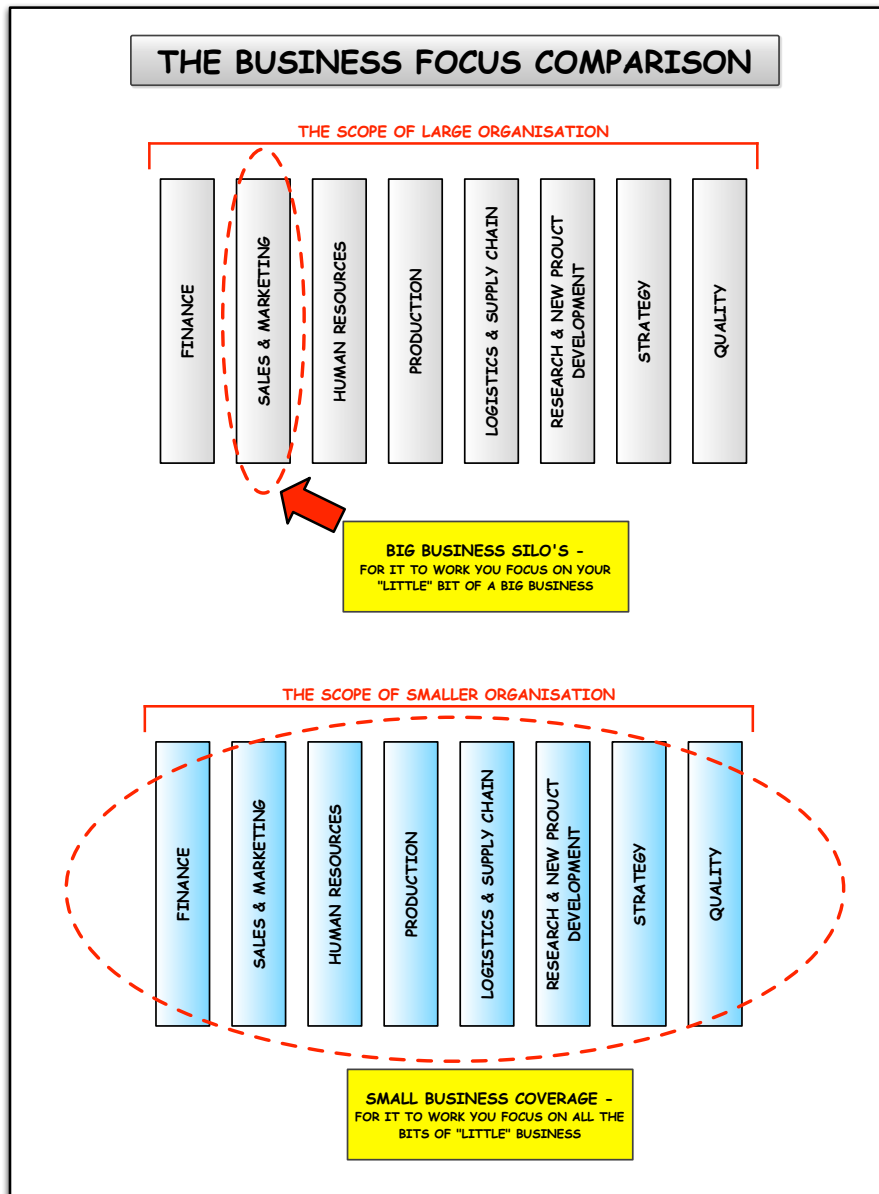 THE BUSINESS FOCUS COMPARISON
THE SCOPE OF LARGE ORGANISATION
FINANCE
SALES & MARKETING
HUMAN RESOURCES
PRODUCTION
LOGISTICS & SUPPLY CHAIN
RESEARCH & NEW PROUCT
DEVELOPMENT
STRATEGY
QUALITY
BIG BUSINESS SILO'S -
FOR IT TO WORK YOU FOCUS ON YOUR
"LITTLE" BIT OF A BIG BUSINESS
THE SCOPE OF SMALLER ORGANISATION
FINANCE
SALES & MARKETING
HUMAN RESOURCES
PRODUCTION
LOGISTICS & SUPPLY CHAIN
RESEARCH & NEW PROUCT
DEVELOPMENT
STRATEGY
QUALITY
SMALL BUSINESS COVERAGE -
FOR IT TO WORK YOU FOCUS ON ALL THE
BITS OF "LITTLE" BUSINESS